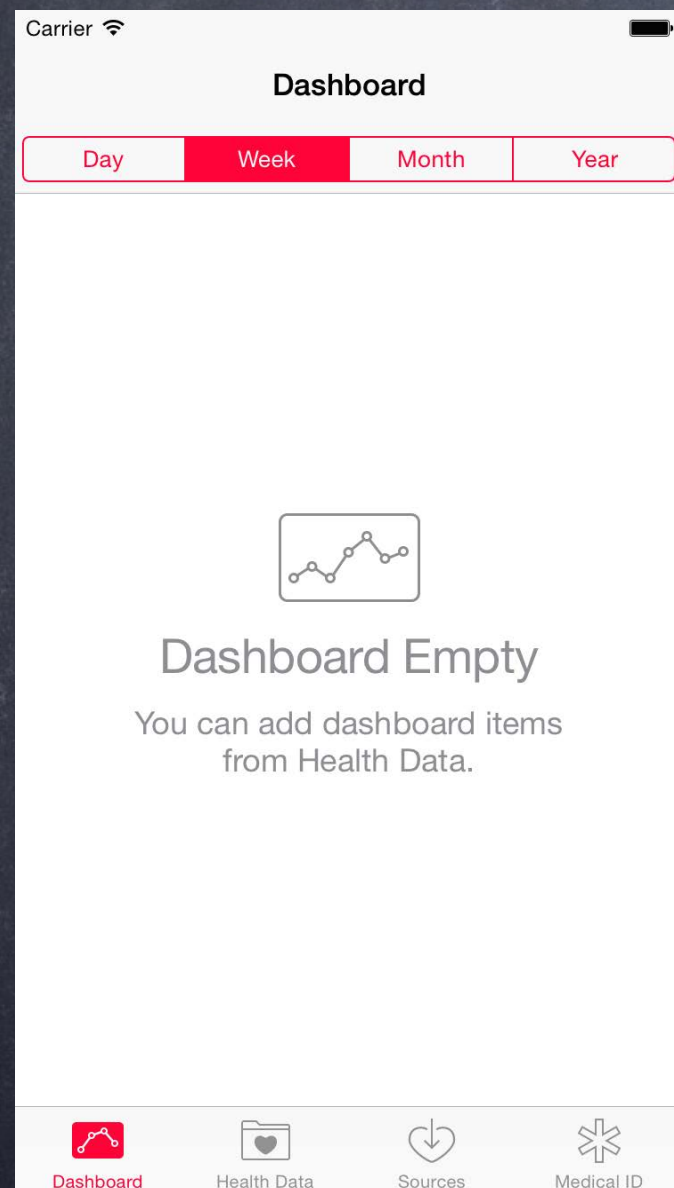 Carrier
Dashboard
Day Week Month Year
Dashboard Empty
You can add dashboard items
from Health Data.
Dashboard Health Data Sources Medical ID